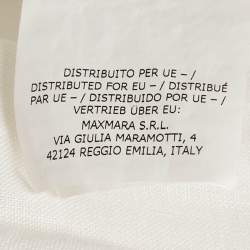 DISTRIBUITO PER UE – /
DISTRIBUTED FOR EU – / DISTRIBUÉ
PAR UE – / DISTRIBUIDO POR UE – /
VERTRIEB ÜBER EU:
MAXMARA S.R.L.
VIA GIULIA MARAMOTTI, 4
42124 REGGIO EMILIA, ITALY